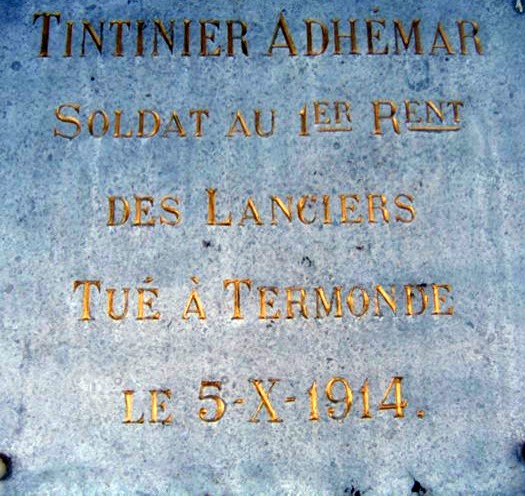 TINTINIER ADHÉMAR
SOLDAT AU 1ER RENT
DES LANCIERS
TUÉ À TERMONDE
LE 5-X-1914.